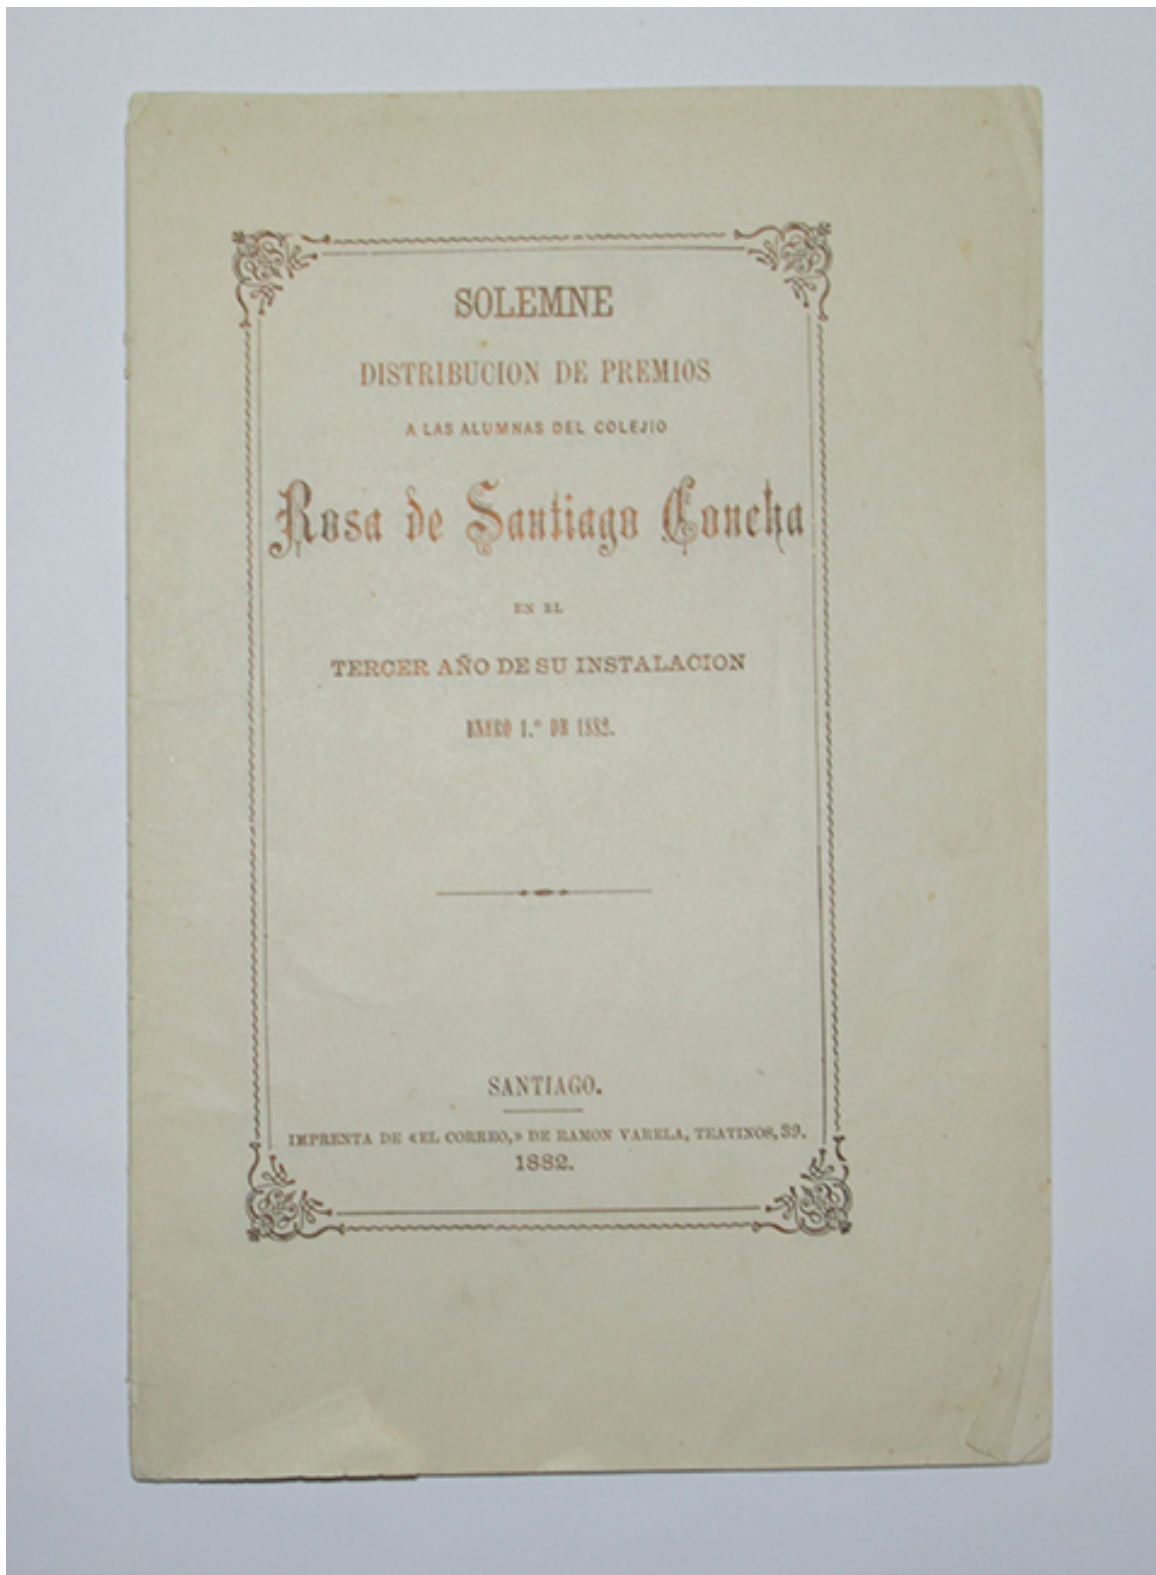 SOLEMNE
DISTRIBUCION DE PREMIOS
A LAS ALUMNAS DEL COLEJIO
Rosa de Santiago Concha
EN EL
TERCER AÑO DE SU INSTALACION
ENERO 1.º DE 1882.
SANTIAGO.
IMPRENTA DE «EL CORREO,» DE RAMON VARELA, TEATINOS, 39.
1882.